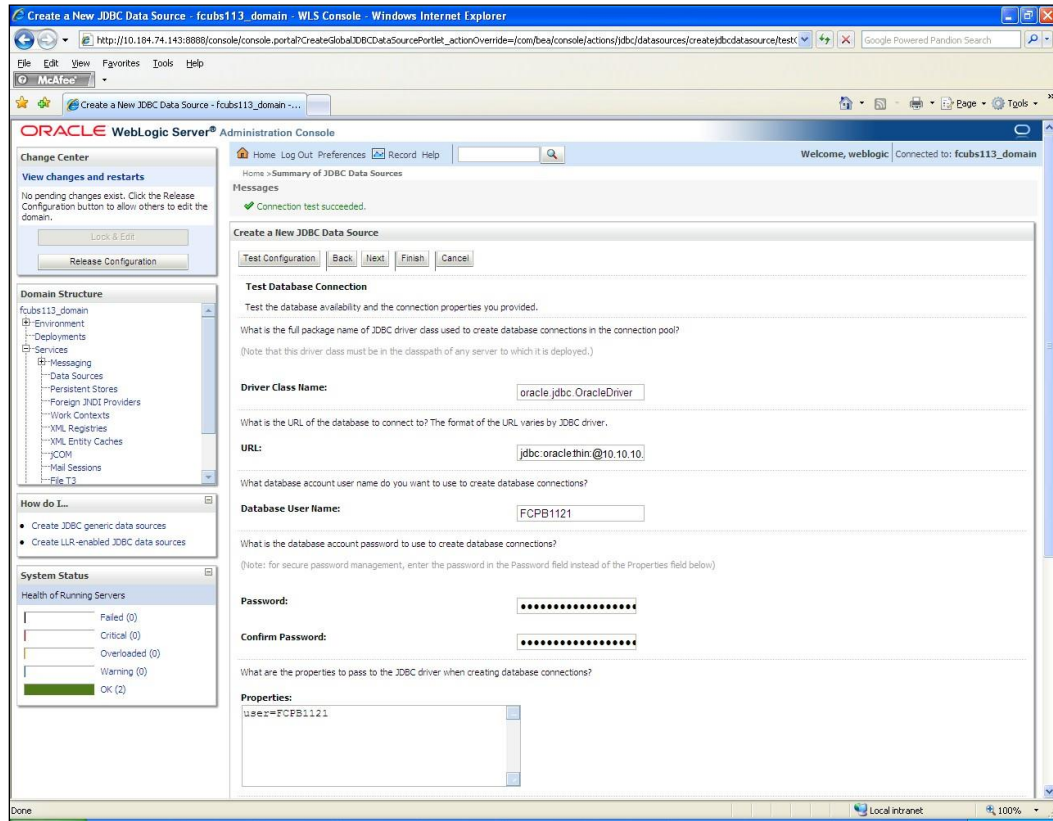 Create a New JDBC Data Source - fcubs113_domain - WLS Console - Windows Internet Explorer
http://10.184.74.143:8888/console/console.portal?CreateGlobalJDBCDataSourcePortlet_actionOverride=/com/bea/console/actions/jdbc/datasources/createjdbcdatasource/test(
Google Powered Pandion Search
File Edit View Favorites Tools Help
McAfee
Create a New JDBC Data Source - fcubs113_domain -...
Page Tools
ORACLE WebLogic Server® Administration Console
Change Center
View changes and restarts
No pending changes exist. Click the Release
Configuration button to allow others to edit the
domain.
Lock & Edit
Release Configuration
Domain Structure
fcubs113_domain
Environment
Deployments
Services
Messaging
Data Sources
Persistent Stores
Foreign JNDI Providers
Work Contexts
XML Registries
XML Entity Caches
jCOM
Mail Sessions
File T3
How do I...
Create JDBC generic data sources
Create LLR-enabled JDBC data sources
System Status
Health of Running Servers
Failed (0)
Critical (0)
Overloaded (0)
Warning (0)
OK (2)
Home Log Out Preferences Record Help
Welcome, weblogic Connected to: fcubs113_domain
Home >Summary of JDBC Data Sources
Messages
Connection test succeeded.
Create a New JDBC Data Source
Test Configuration Back Next Finish Cancel
Test Database Connection
Test the database availability and the connection properties you provided.
What is the full package name of JDBC driver class used to create database connections in the connection pool?
(Note that this driver class must be in the classpath of any server to which it is deployed.)
Driver Class Name: oracle.jdbc.OracleDriver
What is the URL of the database to connect to? The format of the URL varies by JDBC driver.
URL: jdbc:oracle:thin:@10.10.10.
What database account user name do you want to use to create database connections?
Database User Name: FCPB1121
What is the database account password to use to create database connections?
(Note: for secure password management, enter the password in the Password field instead of the Properties field below)
Password:
Confirm Password:
What are the properties to pass to the JDBC driver when creating database connections?
Properties:
user=FCPB1121
Done
Local intranet
100%